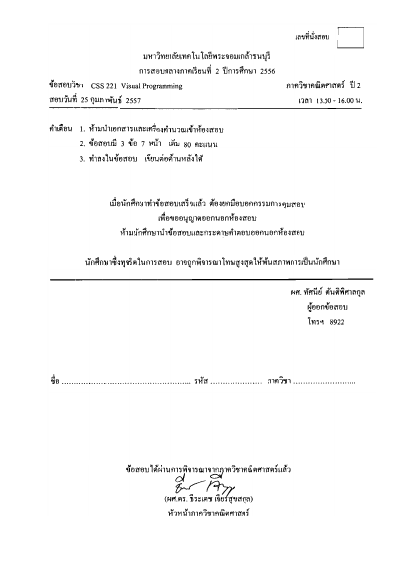 เลขที่นั่งสอบ
มหาวิทยาลัยเทคโนโลยีพระจอมเกล้าธนบุรี
การสอบกลางภาคเรียนที่ 2 ปีการศึกษา 2556
ข้อสอบวิชา CSS 221 Visual Programming ภาควิชาคณิตศาสตร์ ปี 2
สอบวันที่ 25 กุมภาพันธ์ 2557 เวลา 13.30 - 16.00 น.
คำเตือน 1. ห้ามนำเอกสารและเครื่องคำนวณเข้าห้องสอบ
2. ข้อสอบมี 3 ข้อ 7 หน้า เต็ม 80 คะแนน
3. ทำลงในข้อสอบ เขียนต่อด้านหลังได้
เมื่อนักศึกษาทำข้อสอบเสร็จแล้ว ต้องยกมือบอกกรรมการคุมสอบ
เพื่อขออนุญาตออกนอกห้องสอบ
ห้ามนักศึกษานำข้อสอบและกระดาษคำตอบออกนอกห้องสอบ
นักศึกษาซึ่งทุจริตในการสอบ อาจถูกพิจารณาโทษสูงสุดให้พ้นสภาพการเป็นนักศึกษา
ผศ. ทัศนีย์ ตันติพิศาลกุล
ผู้ออกข้อสอบ
โทรฯ 8922
ชื่อ ................................................ รหัส .................... ภาควิชา ........................
ข้อสอบได้ผ่านการพิจารณาจากภาควิชาคณิตศาสตร์แล้ว
(ผศ.ดร. ธีระเดช เจียรสุขสกุล)
หัวหน้าภาควิชาคณิตศาสตร์